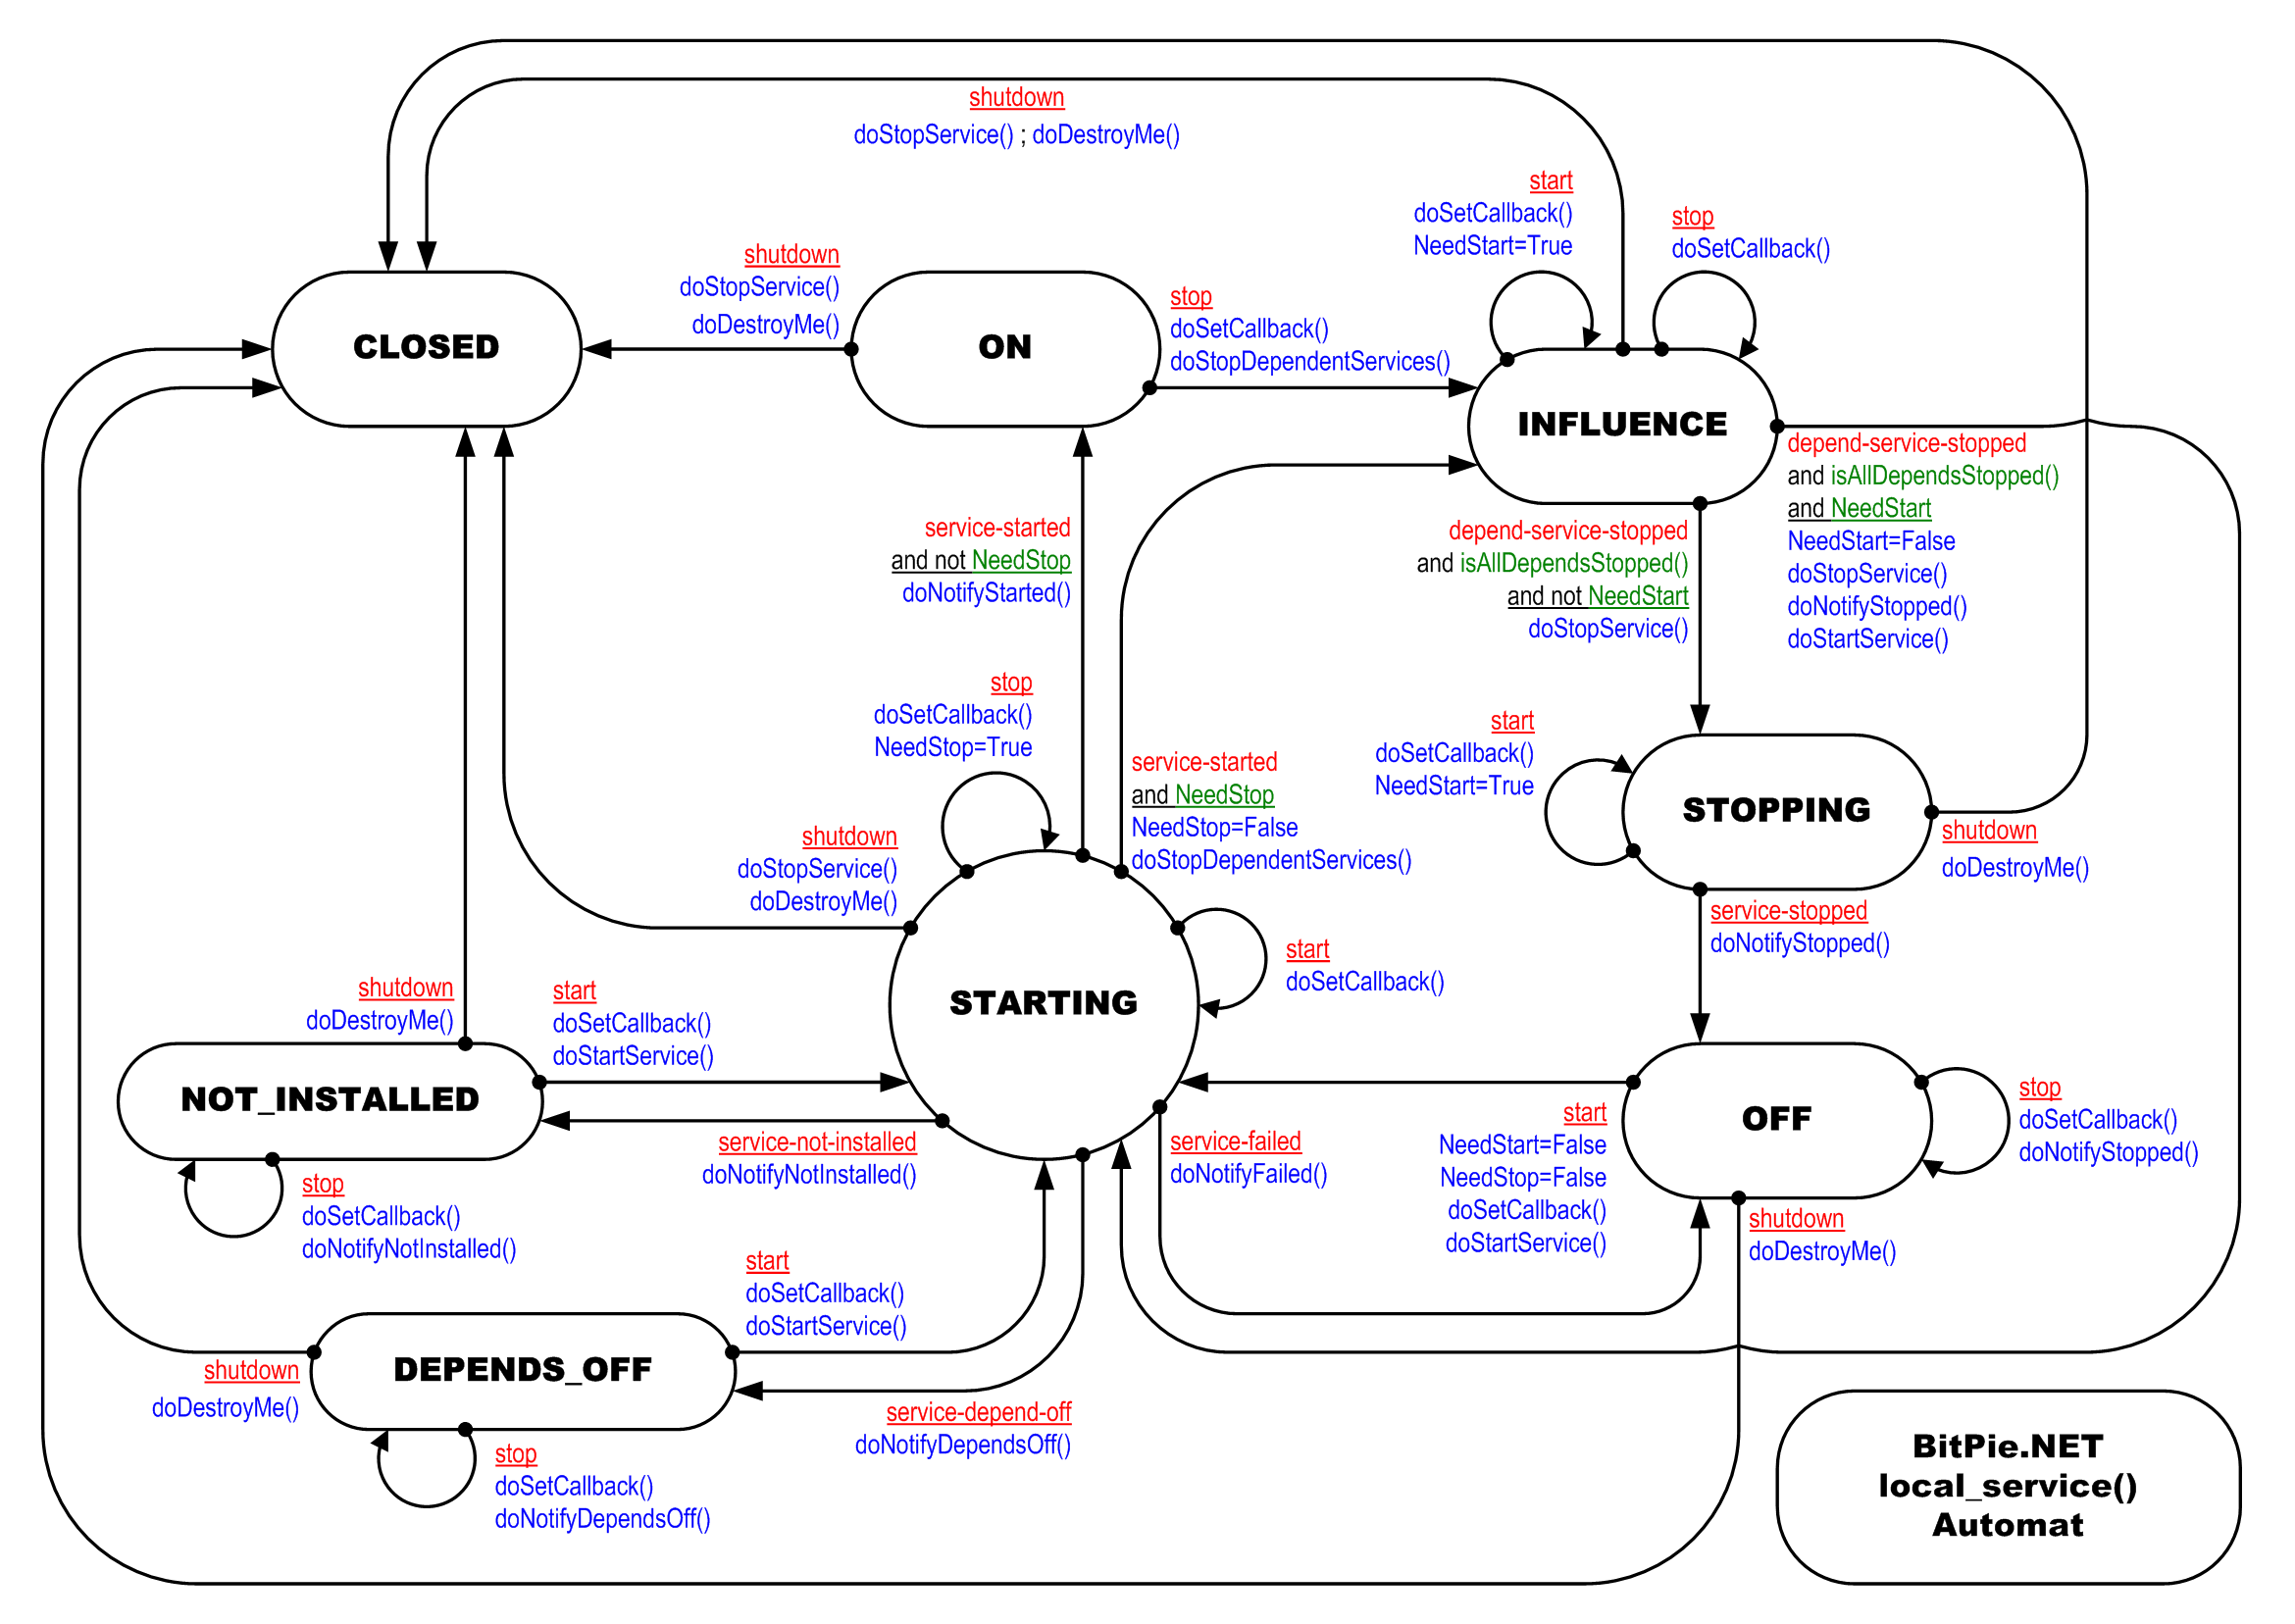 shutdown
doStopService() ; doDestroyMe()
start
doSetCallback()
NeedStart=True
stop
doSetCallback()
shutdown
doStopService()
doDestroyMe()
CLOSED
ON
stop
doSetCallback()
doStopDependentServices()
INFLUENCE
depend-service-stopped
and isAllDependsStopped()
and NeedStart
NeedStart=False
doStopService()
doNotifyStopped()
doStartService()
service-started
and not NeedStop
doNotifyStarted()
depend-service-stopped
and isAllDependsStopped()
and not NeedStart
doStopService()
stop
doSetCallback()
NeedStop=True
service-started
and NeedStop
NeedStop=False
doStopDependentServices()
start
doSetCallback()
NeedStart=True
STOPPING
shutdown
doDestroyMe()
shutdown
doStopService()
doDestroyMe()
service-stopped
doNotifyStopped()
start
doSetCallback()
STARTING
shutdown
doDestroyMe()
start
doSetCallback()
doStartService()
NOT_INSTALLED
service-not-installed
doNotifyNotInstalled()
service-failed
doNotifyFailed()
start
NeedStart=False
NeedStop=False
doSetCallback()
doStartService()
OFF
stop
doSetCallback()
doNotifyStopped()
shutdown
doDestroyMe()
stop
doSetCallback()
doNotifyNotInstalled()
start
doSetCallback()
doStartService()
DEPENDS_OFF
shutdown
doDestroyMe()
service-depend-off
doNotifyDependsOff()
stop
doSetCallback()
doNotifyDependsOff()
BitPie.NET
local_service()
Automat